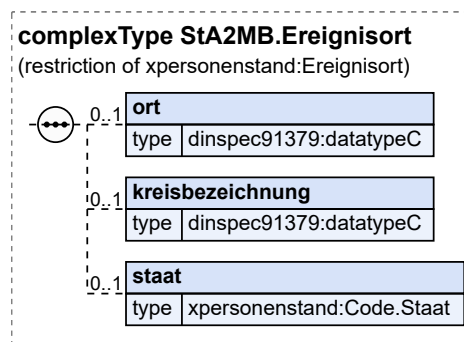 complexType StA2MB.Ereignisort
(restriction of xpersonenstand:Ereignisort)
0..1 ort
type dinspec91379:datatypeC
0..1 kreisbezeichnung
type dinspec91379:datatypeC
0..1 staat
type xpersonenstand:Code.Staat